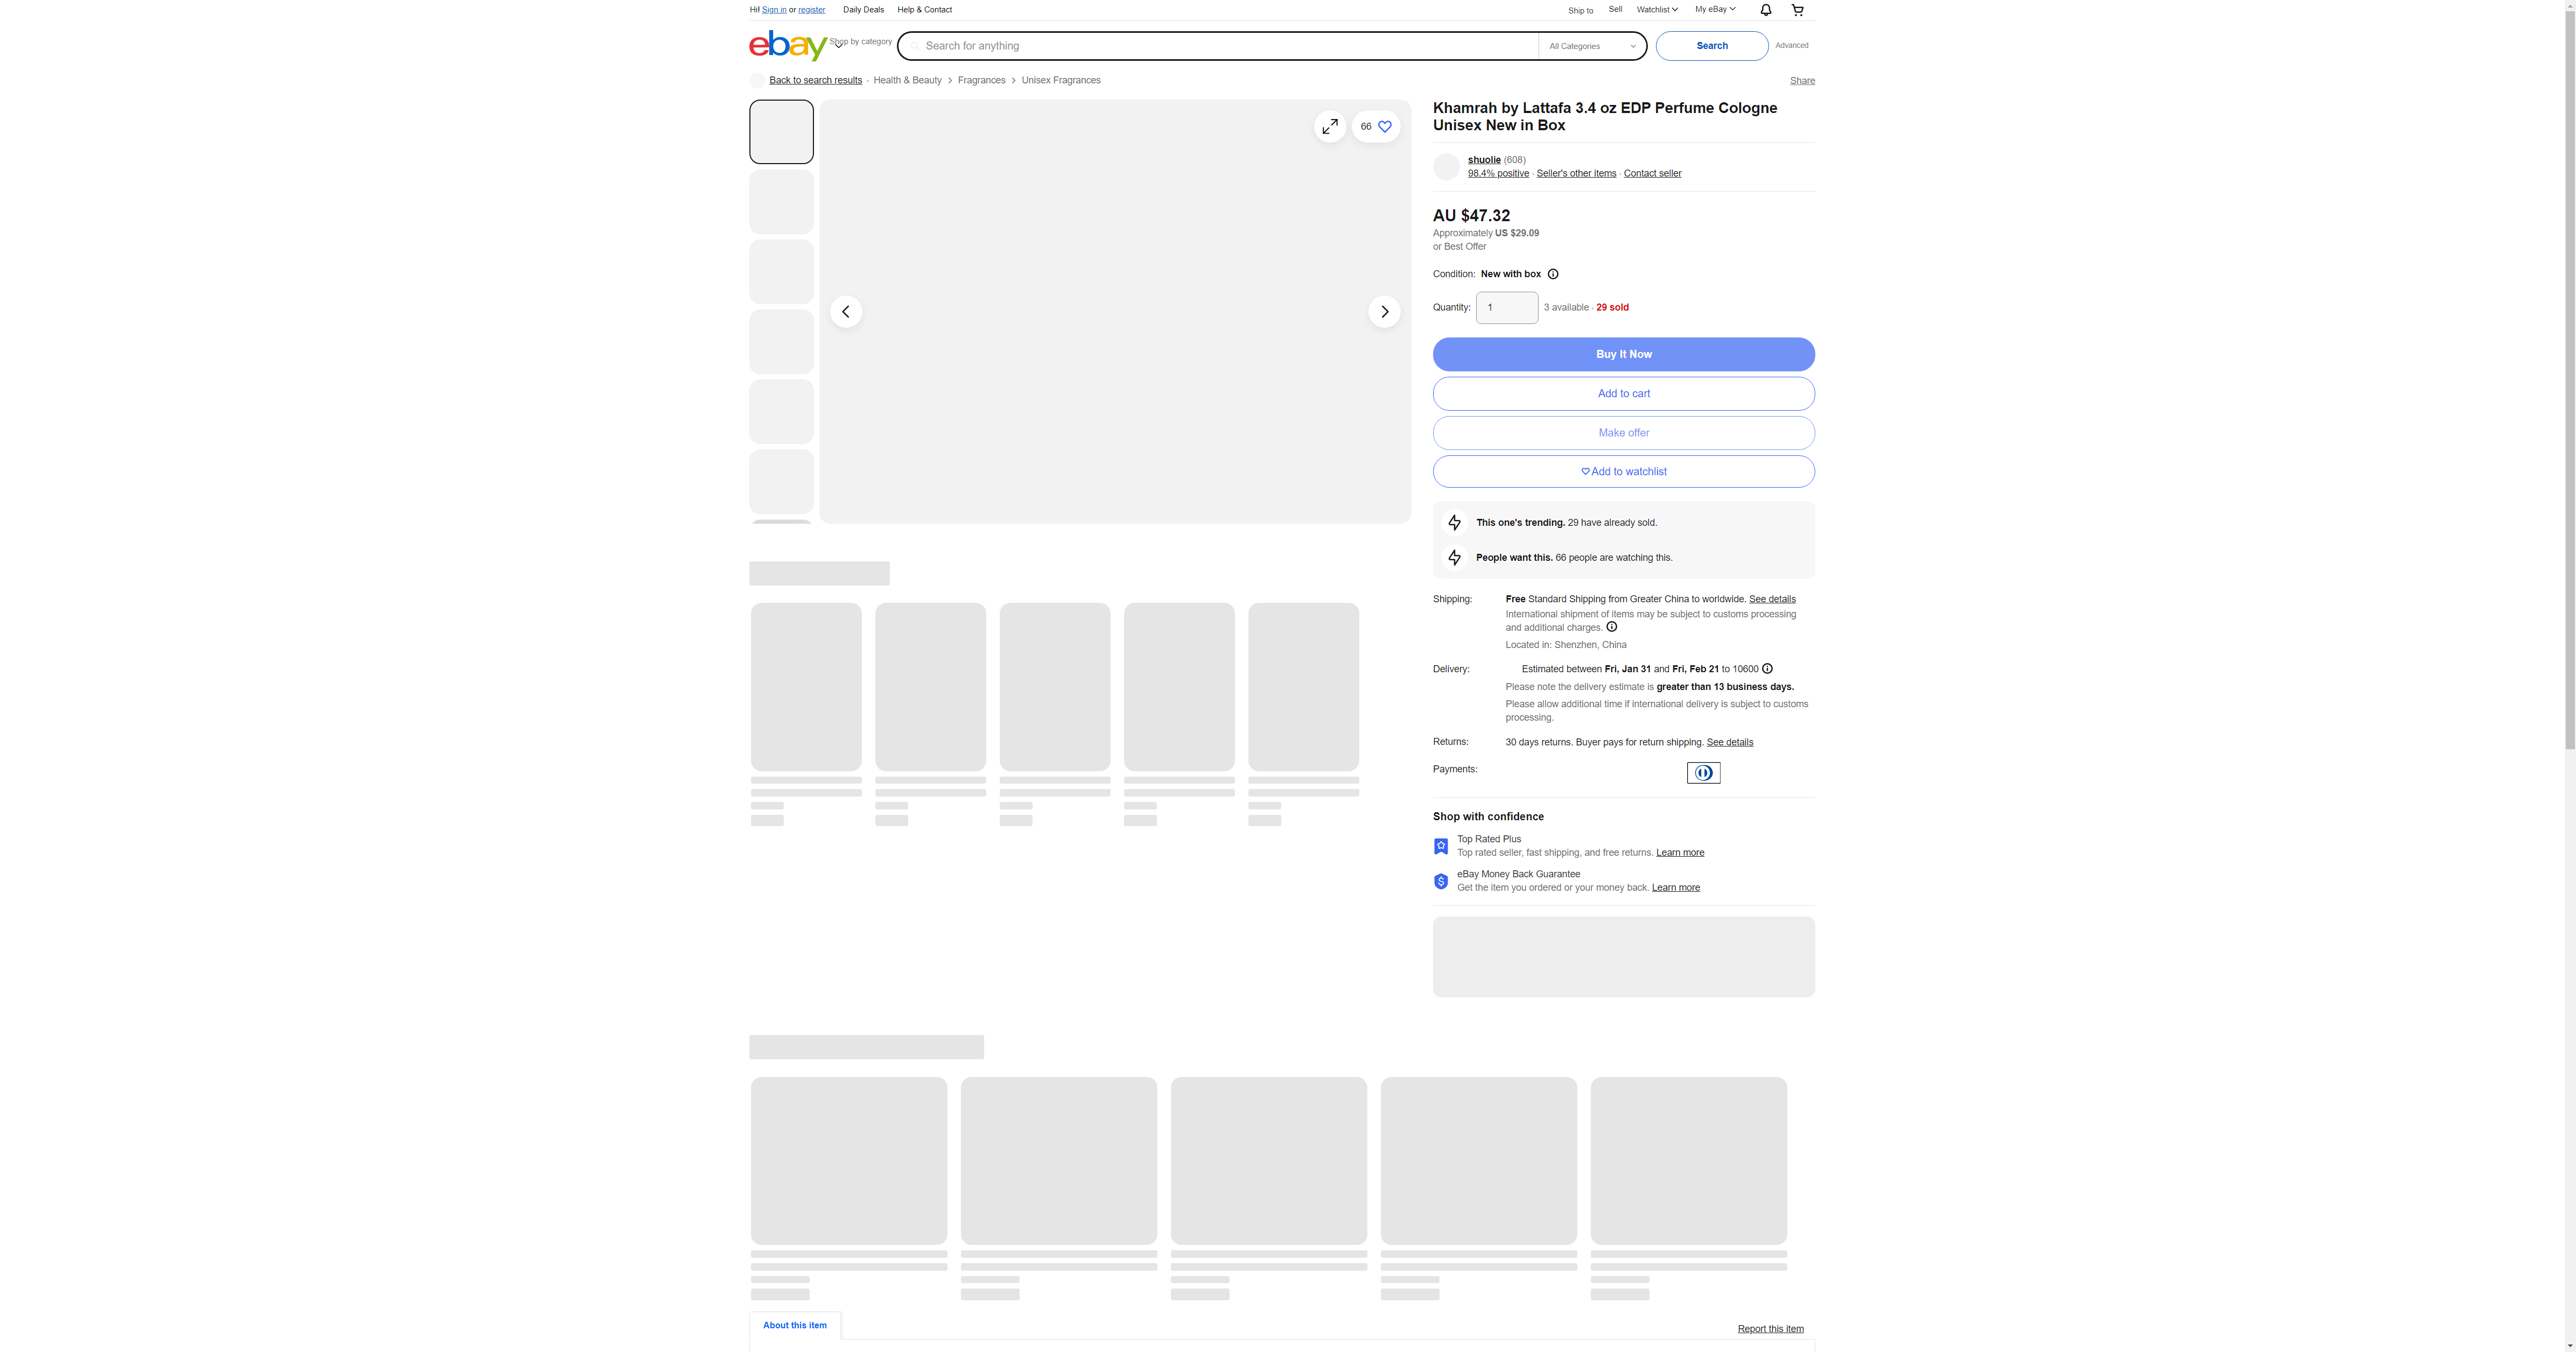 Hi! Sign in or register
Daily Deals
Help & Contact
Ship to
Sell
Watchlist
My eBay
ebay
Shop by category
Search for anything
All Categories
Search
Advanced
Back to search results
Health & Beauty
Fragrances
Unisex Fragrances
Share
66
Khamrah by Lattafa 3.4 oz EDP Perfume Cologne
Unisex New in Box
shuolie (608)
98.4% positive · Seller's other items · Contact seller
AU $47.32
Approximately US $29.09
or Best Offer
Condition: New with box
Quantity: 1 3 available · 29 sold
Buy It Now
Add to cart
Make offer
Add to watchlist
This one's trending. 29 have already sold.
People want this. 66 people are watching this.
Shipping: Free Standard Shipping from Greater China to worldwide. See details
International shipment of items may be subject to customs processing
and additional charges.
Located in: Shenzhen, China
Delivery: Estimated between Fri, Jan 31 and Fri, Feb 21 to 10600
Please note the delivery estimate is greater than 13 business days.
Please allow additional time if international delivery is subject to customs
processing.
Returns: 30 days returns. Buyer pays for return shipping. See details
Payments:
Shop with confidence
Top Rated Plus
Top rated seller, fast shipping, and free returns. Learn more
eBay Money Back Guarantee
Get the item you ordered or your money back. Learn more
About this item
Report this item